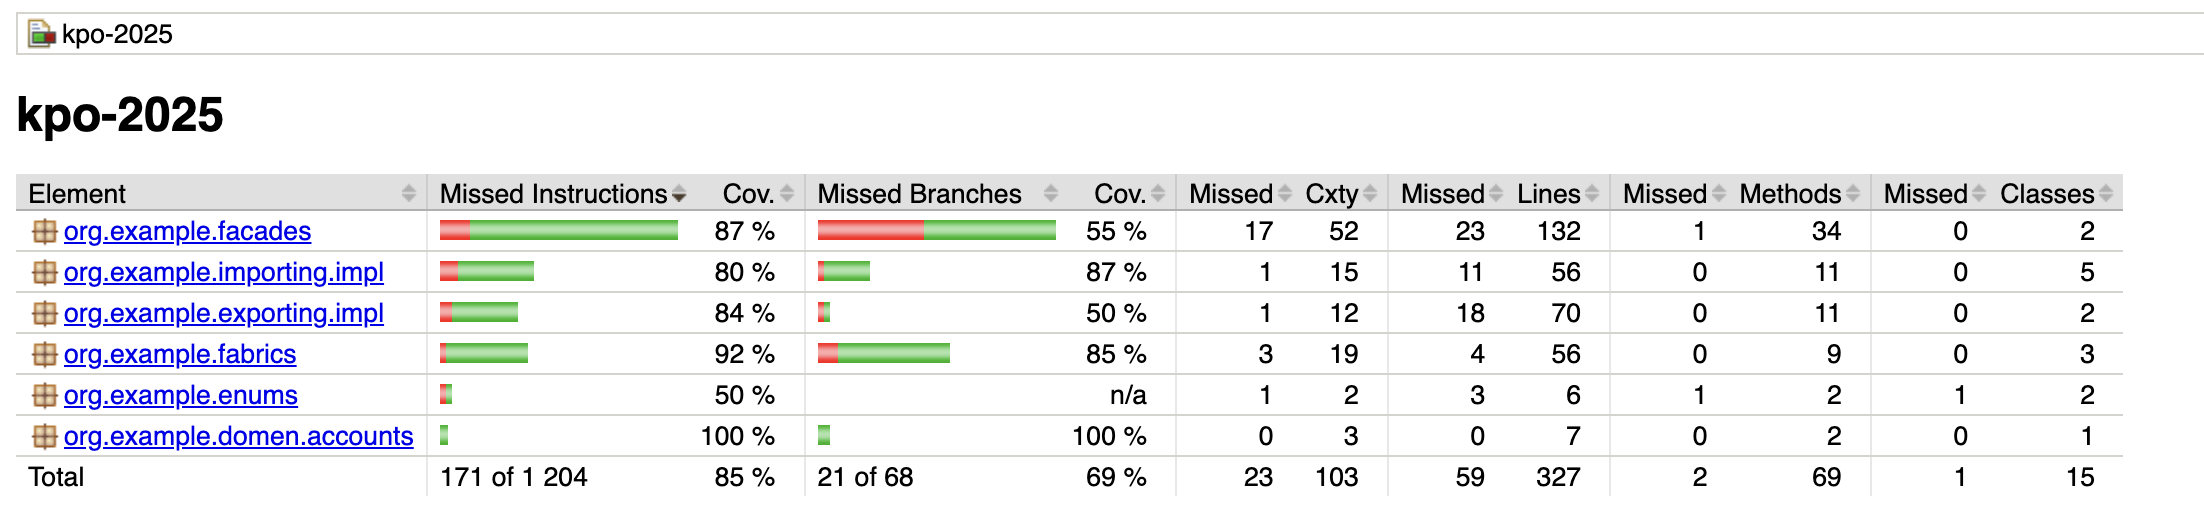 kpo-2025
kpo-2025
Element Missed Instructions Cov. Missed Branches Cov. Missed Cxty Missed Lines Missed Methods Missed Classes
org.example.facades 87 % 55 % 17 52 23 132 1 34 0 2
org.example.importing.impl 80 % 87 % 1 15 11 56 0 11 0 5
org.example.exporting.impl 84 % 50 % 1 12 18 70 0 11 0 2
org.example.fabrics 92 % 85 % 3 19 4 56 0 9 0 3
org.example.enums 50 % n/a 1 2 3 6 1 2 1 2
org.example.domen.accounts 100 % 100 % 0 3 0 7 0 2 0 1
Total 171 of 1 204 85 % 21 of 68 69 % 23 103 59 327 2 69 1 15